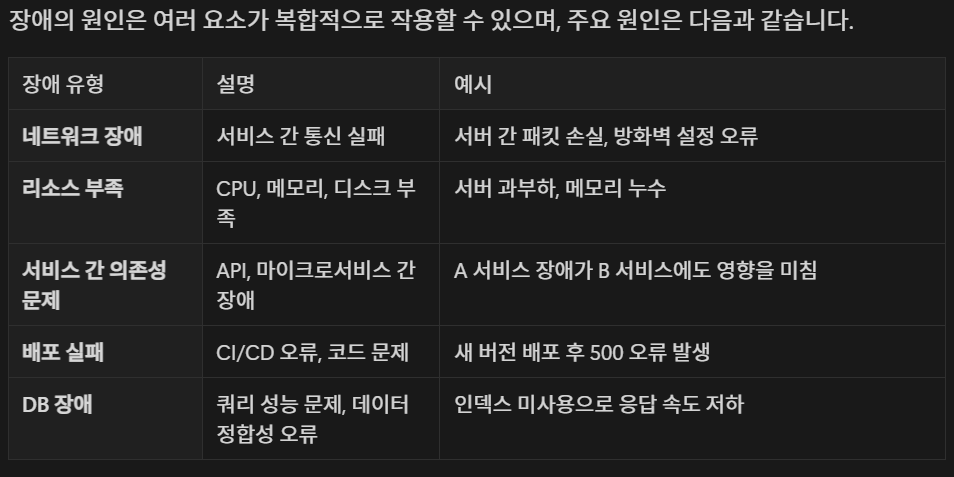 장애의 원인은 여러 요소가 복합적으로 작용할 수 있으며, 주요 원인은 다음과 같습니다.
장애 유형
설명
예시
네트워크 장애
서비스 간 통신 실패
서버 간 패킷 손실, 방화벽 설정 오류
리소스 부족
CPU, 메모리, 디스크 부
족
서버 과부하, 메모리 누수
서비스 간 의존성
문제
API, 마이크로서비스 간
장애
A 서비스 장애가 B 서비스에도 영향을 미침
배포 실패
CI/CD 오류, 코드 문제
새 버전 배포 후 500 오류 발생
DB 장애
쿼리 성능 문제, 데이터
정합성 오류
인덱스 미사용으로 응답 속도 저하